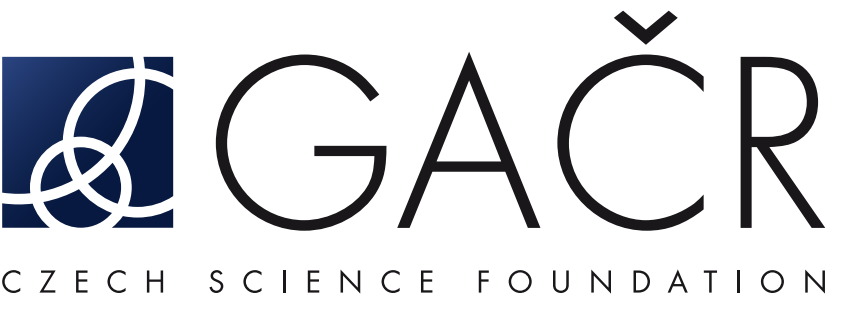 GAČR
CZECH SCIENCE FOUNDATION